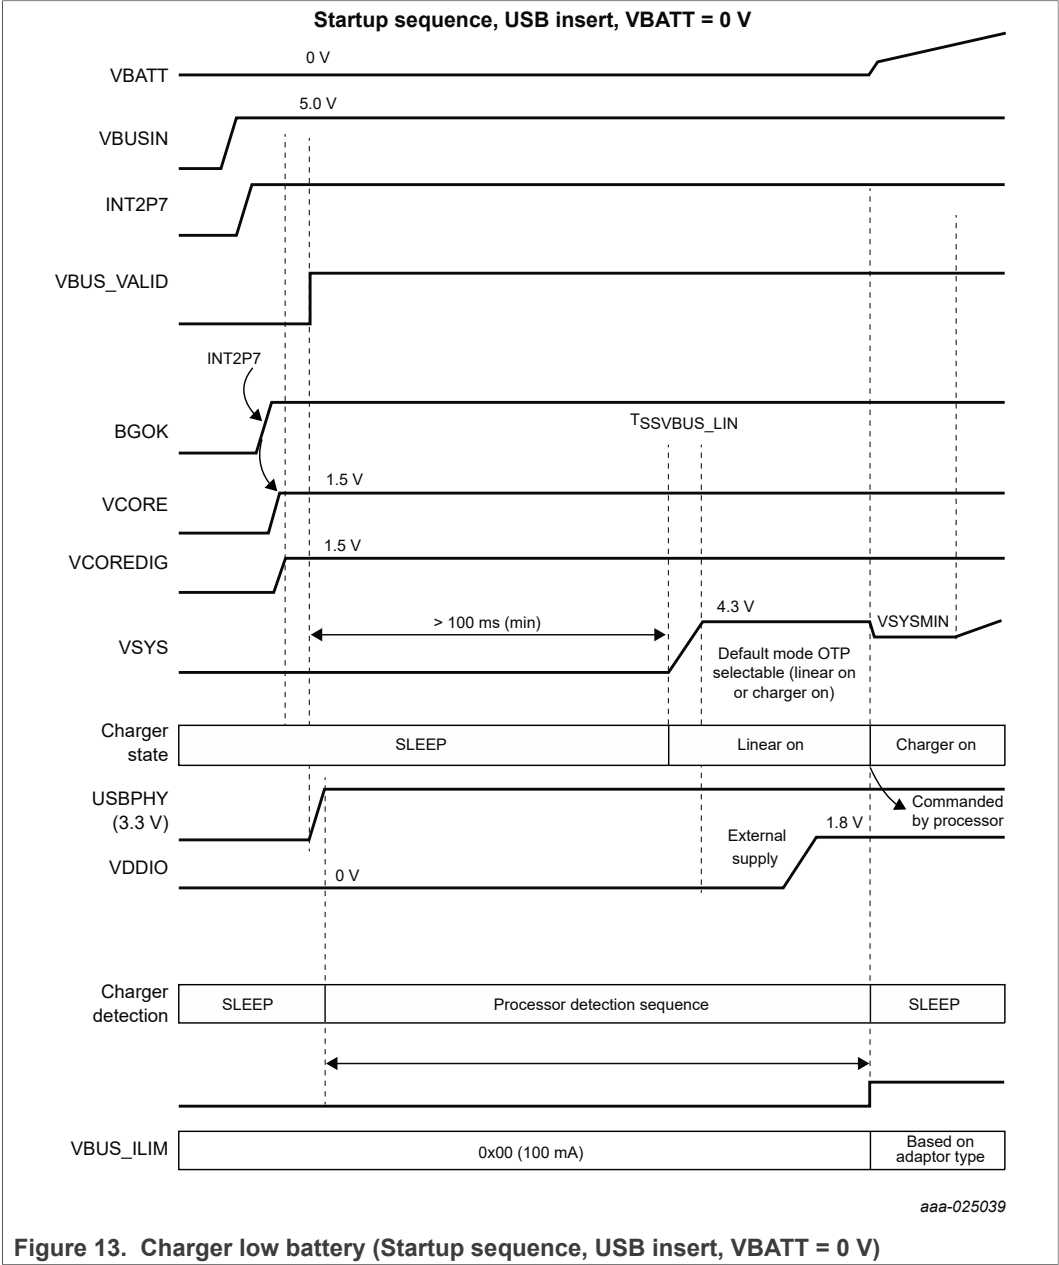 Startup sequence, USB insert, VBATT = 0 V
0 V
VBATT
5.0 V
VBUSIN
INT2P7
VBUS_VALID
INT2P7
BGOK
TSSVBUS_LIN
1.5 V
VCORE
1.5 V
VCOREDIG
4.3 V
> 100 ms (min)
VSYSMIN
VSYS
Default mode OTP
selectable (linear on
or charger on)
Charger
state
SLEEP
Linear on
Charger on
USBPHY
(3.3 V)
Commanded
by processor
1.8 V
External
supply
VDDIO
0 V
Charger
detection
SLEEP
Processor detection sequence
SLEEP
VBUS_ILIM
0x00 (100 mA)
Based on
adaptor type
aaa-025039
Figure 13. Charger low battery (Startup sequence, USB insert, VBATT = 0 V)